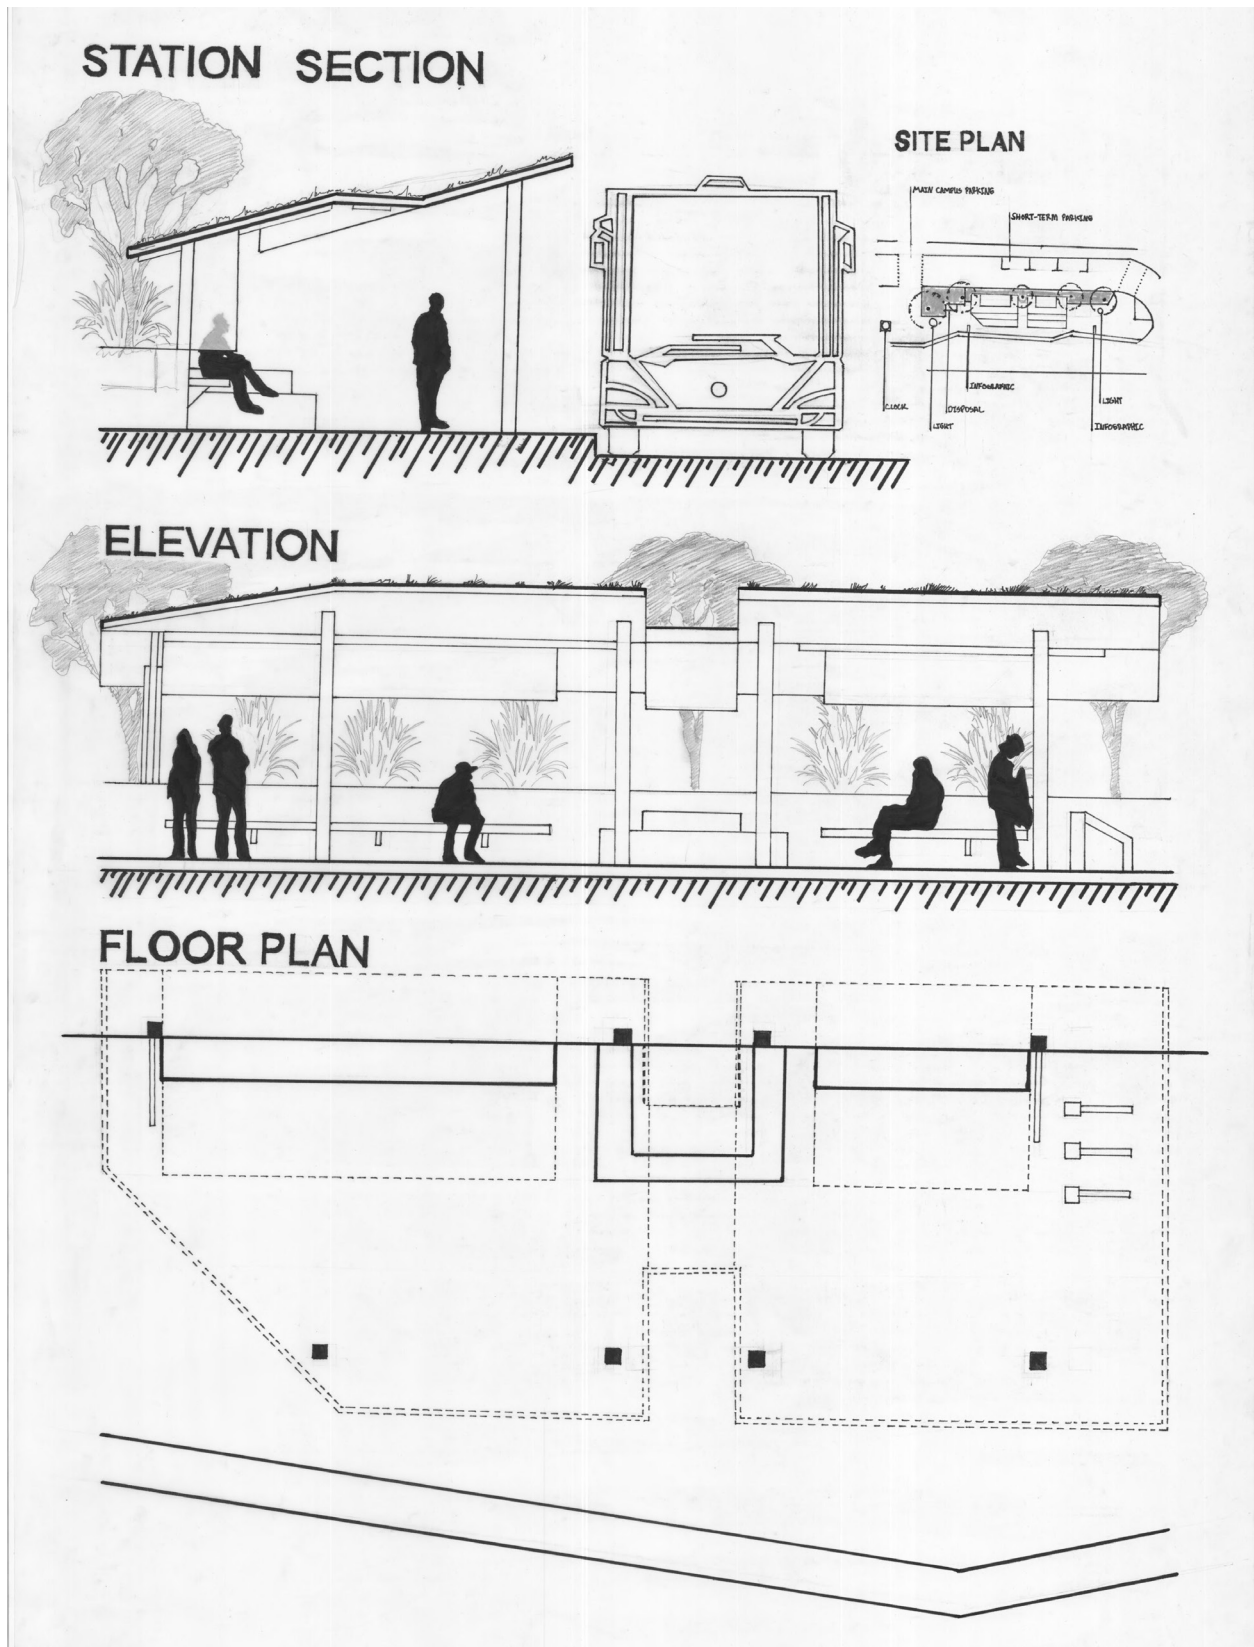 STATION SECTION
SITE PLAN
MAIN CAMPUS PARKING
SHORT-TERM PARKING
INFOGRAPHIC
CLOCK
DISPOSAL
LIGHT
LIGHT
INFOGRAPHIC
ELEVATION
FLOOR PLAN